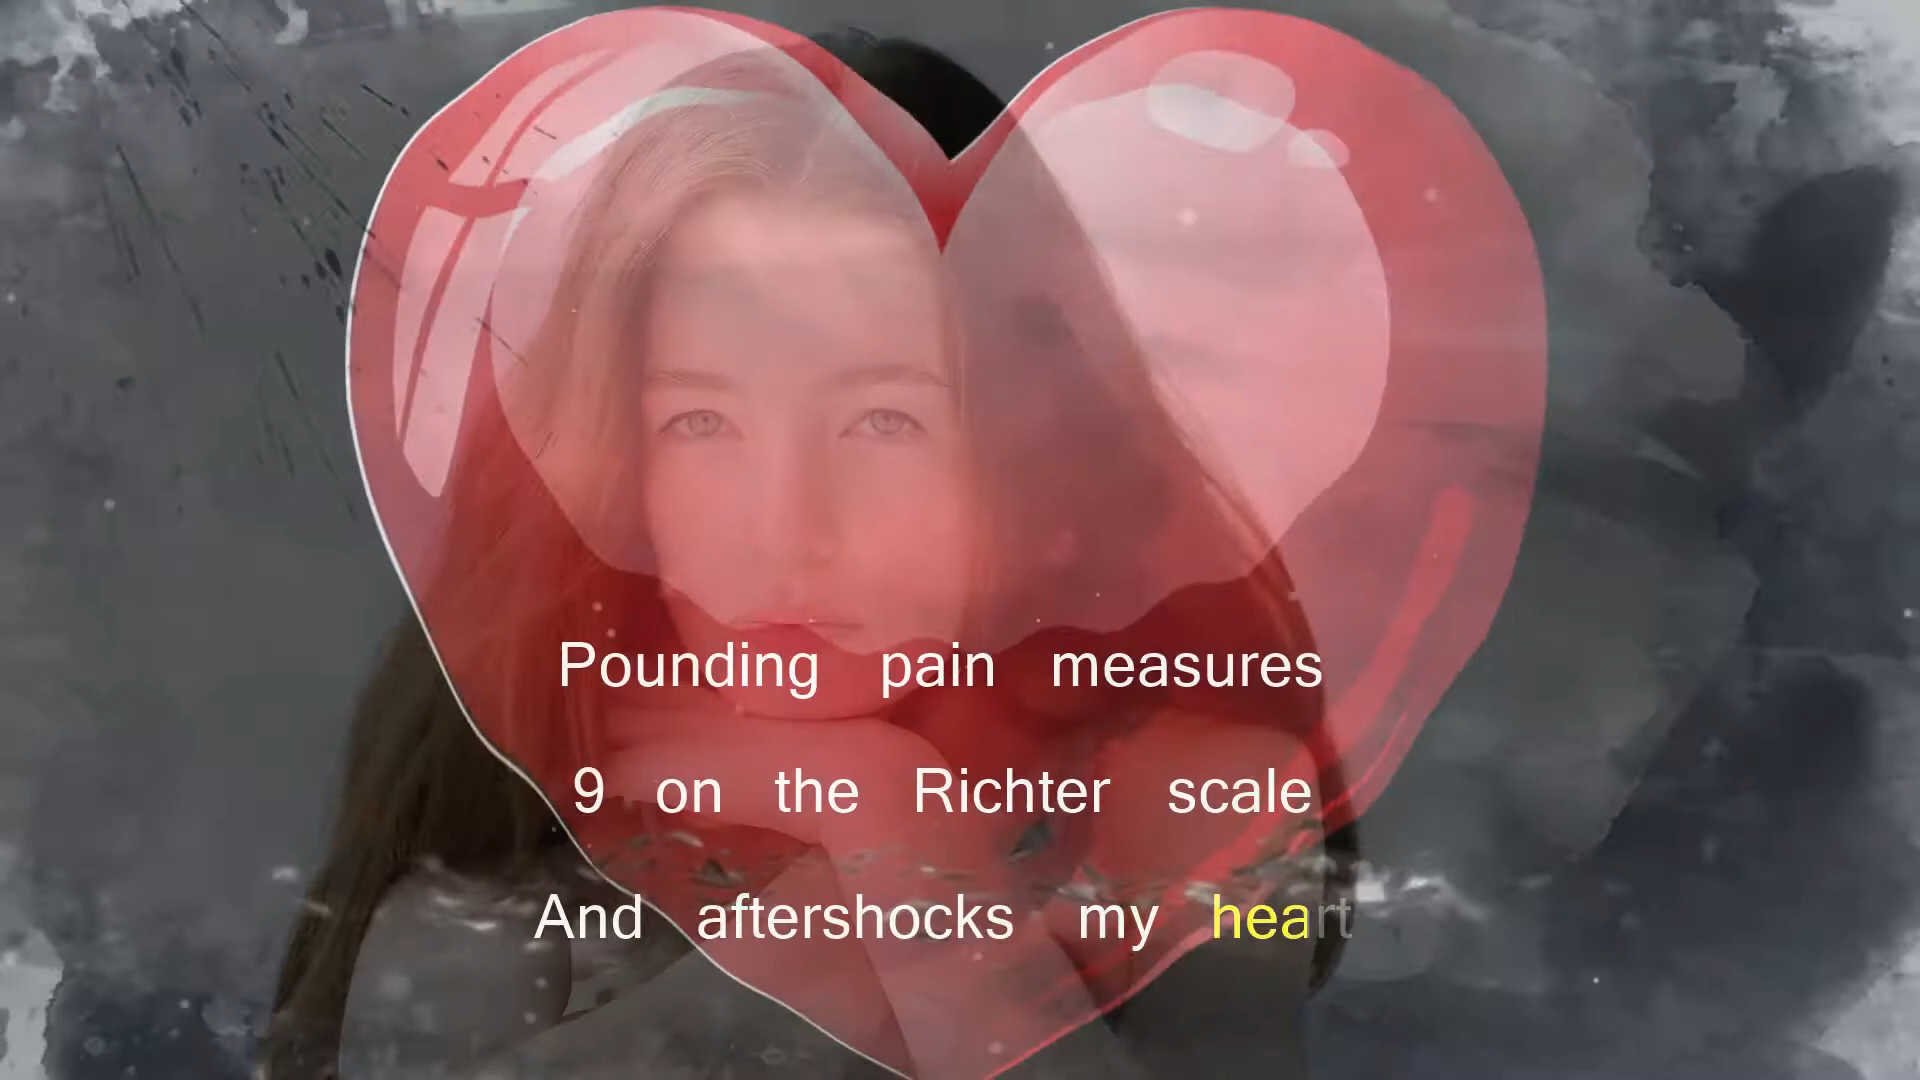 Pounding pain measures
9 on the Richter scale
And aftershocks my heart